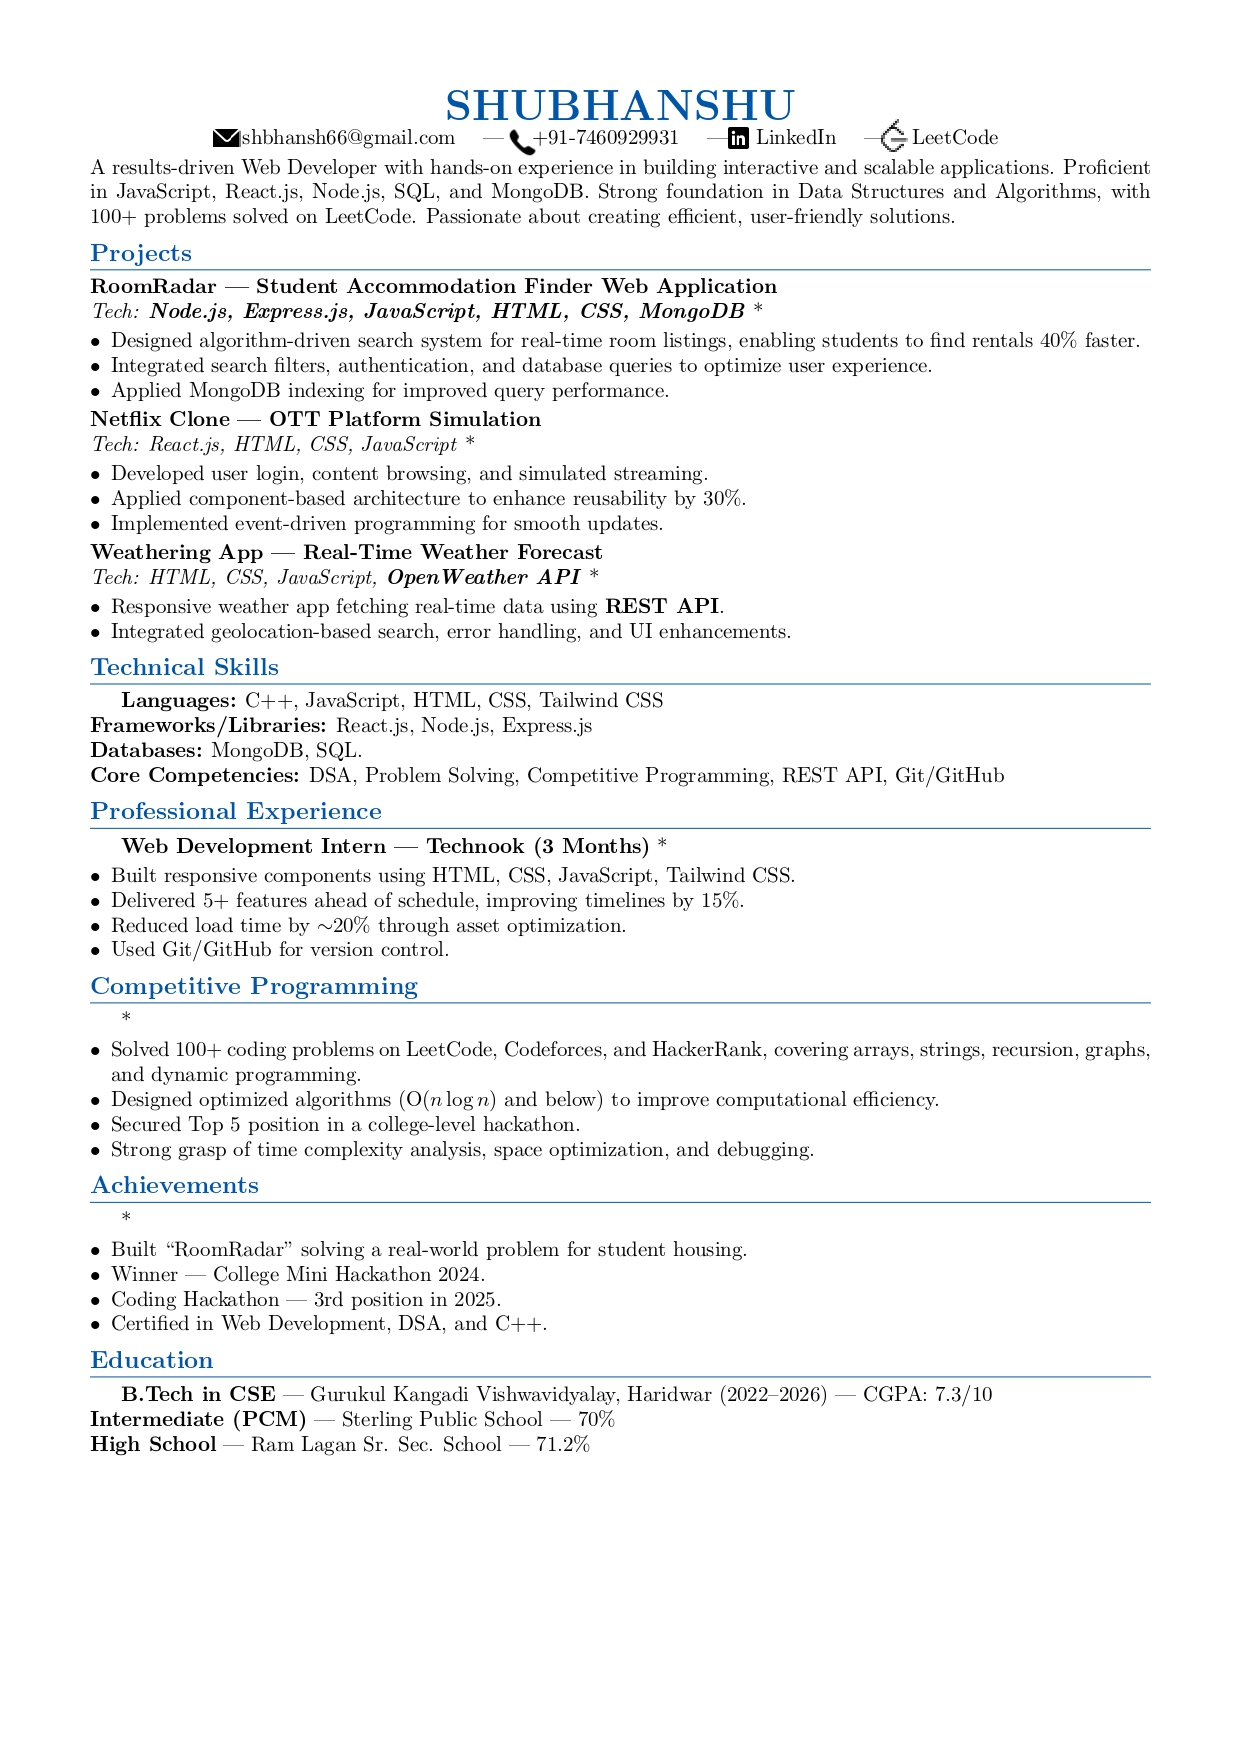 SHUBHANSHU
shbhansh66@gmail.com — +91-7460929931 — LinkedIn — LeetCode
A results-driven Web Developer with hands-on experience in building interactive and scalable applications. Proficient
in JavaScript, React.js, Node.js, SQL, and MongoDB. Strong foundation in Data Structures and Algorithms, with
100+ problems solved on LeetCode. Passionate about creating efficient, user-friendly solutions.
Projects
RoomRadar — Student Accommodation Finder Web Application
Tech: Node.js, Express.js, JavaScript, HTML, CSS, MongoDB *
• Designed algorithm-driven search system for real-time room listings, enabling students to find rentals 40% faster.
• Integrated search filters, authentication, and database queries to optimize user experience.
• Applied MongoDB indexing for improved query performance.
Netflix Clone — OTT Platform Simulation
Tech: React.js, HTML, CSS, JavaScript *
• Developed user login, content browsing, and simulated streaming.
• Applied component-based architecture to enhance reusability by 30%.
• Implemented event-driven programming for smooth updates.
Weathering App — Real-Time Weather Forecast
Tech: HTML, CSS, JavaScript, OpenWeather API *
• Responsive weather app fetching real-time data using REST API.
• Integrated geolocation-based search, error handling, and UI enhancements.
Technical Skills
Languages: C++, JavaScript, HTML, CSS, Tailwind CSS
Frameworks/Libraries: React.js, Node.js, Express.js
Databases: MongoDB, SQL.
Core Competencies: DSA, Problem Solving, Competitive Programming, REST API, Git/GitHub
Professional Experience
Web Development Intern — Technook (3 Months) *
• Built responsive components using HTML, CSS, JavaScript, Tailwind CSS.
• Delivered 5+ features ahead of schedule, improving timelines by 15%.
• Reduced load time by ∼20% through asset optimization.
• Used Git/GitHub for version control.
Competitive Programming
*
• Solved 100+ coding problems on LeetCode, Codeforces, and HackerRank, covering arrays, strings, recursion, graphs,
and dynamic programming.
• Designed optimized algorithms (O(n log n) and below) to improve computational efficiency.
• Secured Top 5 position in a college-level hackathon.
• Strong grasp of time complexity analysis, space optimization, and debugging.
Achievements
*
• Built “RoomRadar” solving a real-world problem for student housing.
• Winner — College Mini Hackathon 2024.
• Coding Hackathon — 3rd position in 2025.
• Certified in Web Development, DSA, and C++.
Education
B.Tech in CSE — Gurukul Kangadi Vishwavidyalay, Haridwar (2022–2026) — CGPA: 7.3/10
Intermediate (PCM) — Sterling Public School — 70%
High School — Ram Lagan Sr. Sec. School — 71.2%